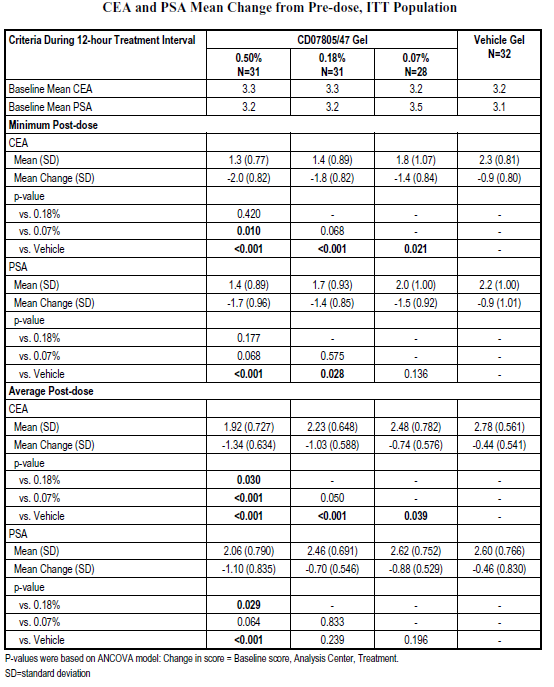 CEA and PSA Mean Change from Pre-dose, ITT Population
Criteria During 12-hour Treatment Interval CD07805/47 Gel Vehicle Gel N=32
0.50% N=31 0.18% N=31 0.07% N=28
Baseline Mean CEA 3.3 3.3 3.2 3.2
Baseline Mean PSA 3.2 3.2 3.5 3.1
Minimum Post-dose
CEA
Mean (SD) 1.3 (0.77) 1.4 (0.89) 1.8 (1.07) 2.3 (0.81)
Mean Change (SD) -2.0 (0.82) -1.8 (0.82) -1.4 (0.84) -0.9 (0.80)
p-value
vs. 0.18% 0.420 - - -
vs. 0.07% 0.010 0.068 - -
vs. Vehicle <0.001 <0.001 0.021 -
PSA
Mean (SD) 1.4 (0.89) 1.7 (0.93) 2.0 (1.00) 2.2 (1.00)
Mean Change (SD) -1.7 (0.96) -1.4 (0.85) -1.5 (0.92) -0.9 (1.01)
p-value
vs. 0.18% 0.177 - - -
vs. 0.07% 0.068 0.575 - -
vs. Vehicle <0.001 0.028 0.136 -
Average Post-dose
CEA
Mean (SD) 1.92 (0.727) 2.23 (0.648) 2.48 (0.782) 2.78 (0.561)
Mean Change (SD) -1.34 (0.634) -1.03 (0.588) -0.74 (0.576) -0.44 (0.541)
p-value
vs. 0.18% 0.030 - - -
vs. 0.07% <0.001 0.050 - -
vs. Vehicle <0.001 <0.001 0.039 -
PSA
Mean (SD) 2.06 (0.790) 2.46 (0.691) 2.62 (0.752) 2.60 (0.766)
Mean Change (SD) -1.10 (0.835) -0.70 (0.546) -0.88 (0.529) -0.46 (0.830)
p-value
vs. 0.18% 0.029 - - -
vs. 0.07% 0.064 0.833 - -
vs. Vehicle <0.001 0.239 0.196 -
P-values were based on ANCOVA model: Change in score = Baseline score, Analysis Center, Treatment.
SD=standard deviation